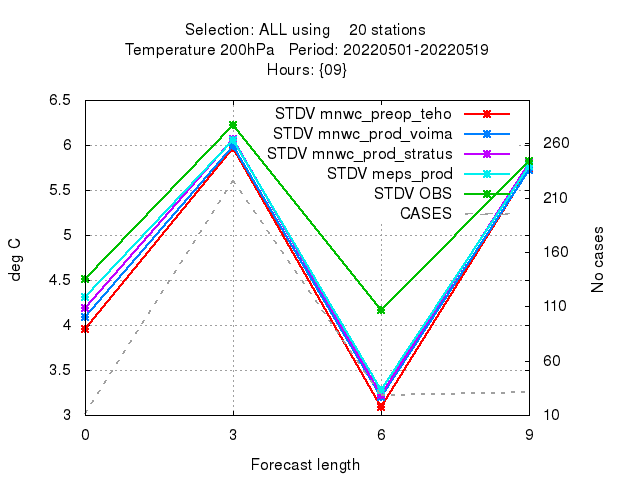 Selection: ALL using    20 stations
Temperature 200hPa   Period: 20220501-20220519
Hours: {09}
STDV mnwc_preop_teho
STDV mnwc_prod_voima
STDV mnwc_prod_stratus
STDV meps_prod
STDV OBS
CASES
deg C
6.5
6
5.5
5
4.5
4
3.5
3
No cases
260
210
160
110
60
10
0 3 6 9
Forecast length